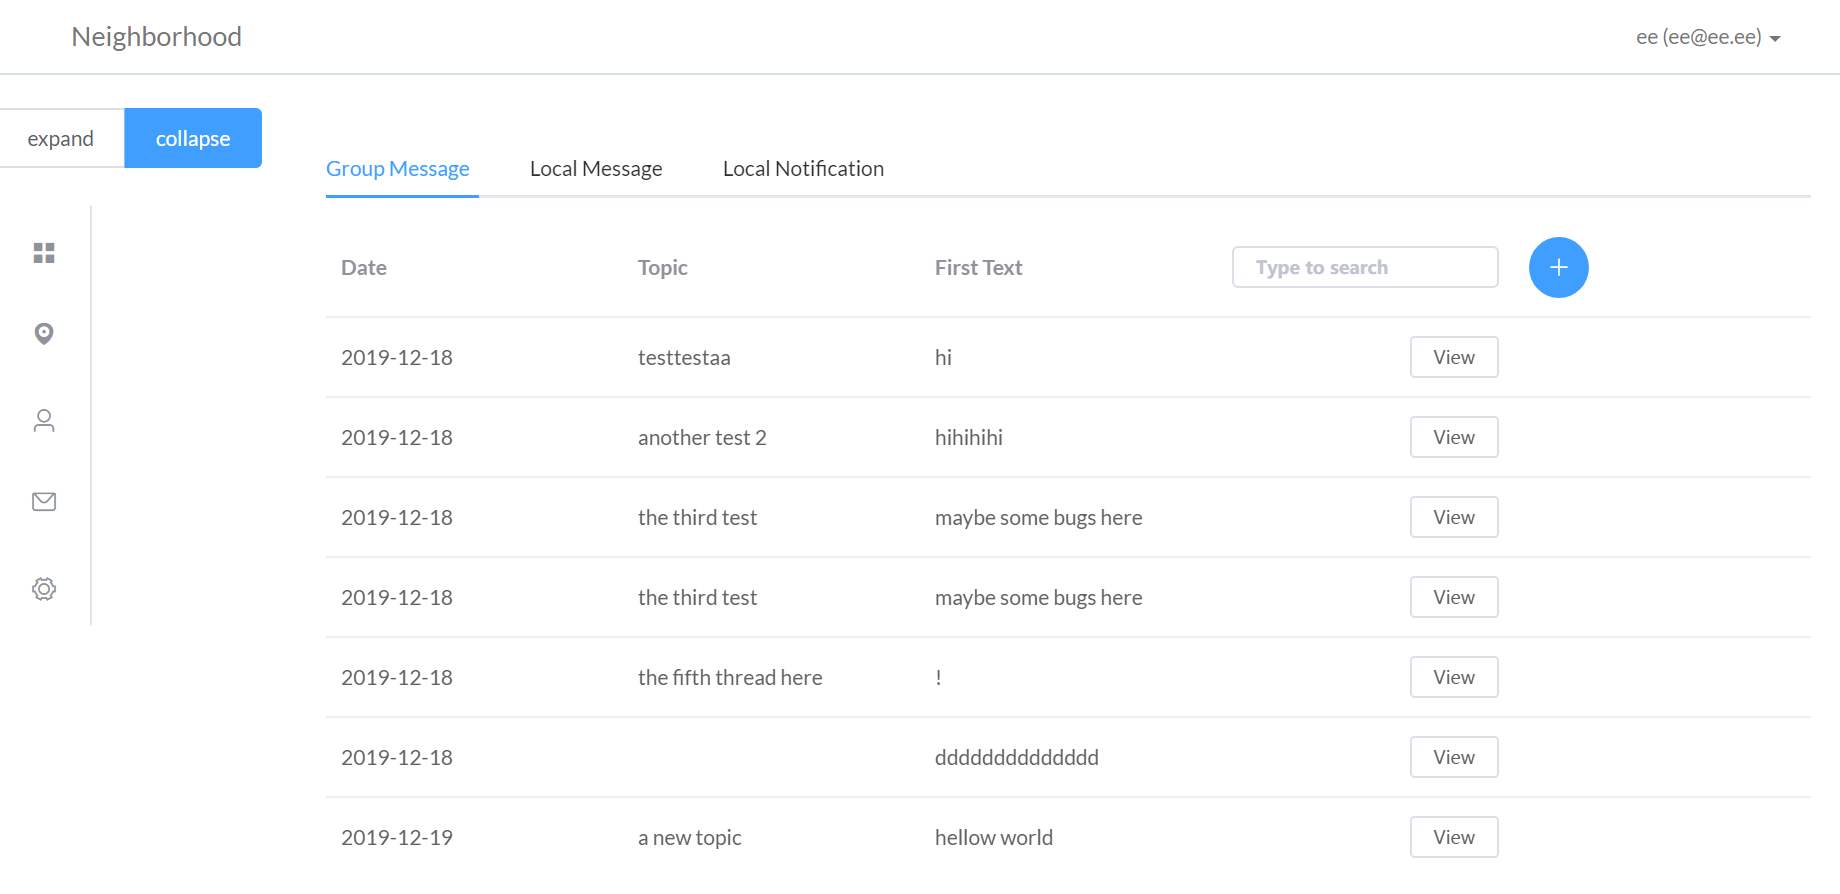 Neighborhood
ee (ee@ee.ee)
expand
collapse
Group Message
Local Message
Local Notification
Date
Topic
First Text
Type to search
2019-12-18 testtestaa hi View
2019-12-18 another test 2 hihihihi View
2019-12-18 the third test maybe some bugs here View
2019-12-18 the third test maybe some bugs here View
2019-12-18 the fifth thread here ! View
2019-12-18 dddddddddddddd View
2019-12-19 a new topic hellow world View